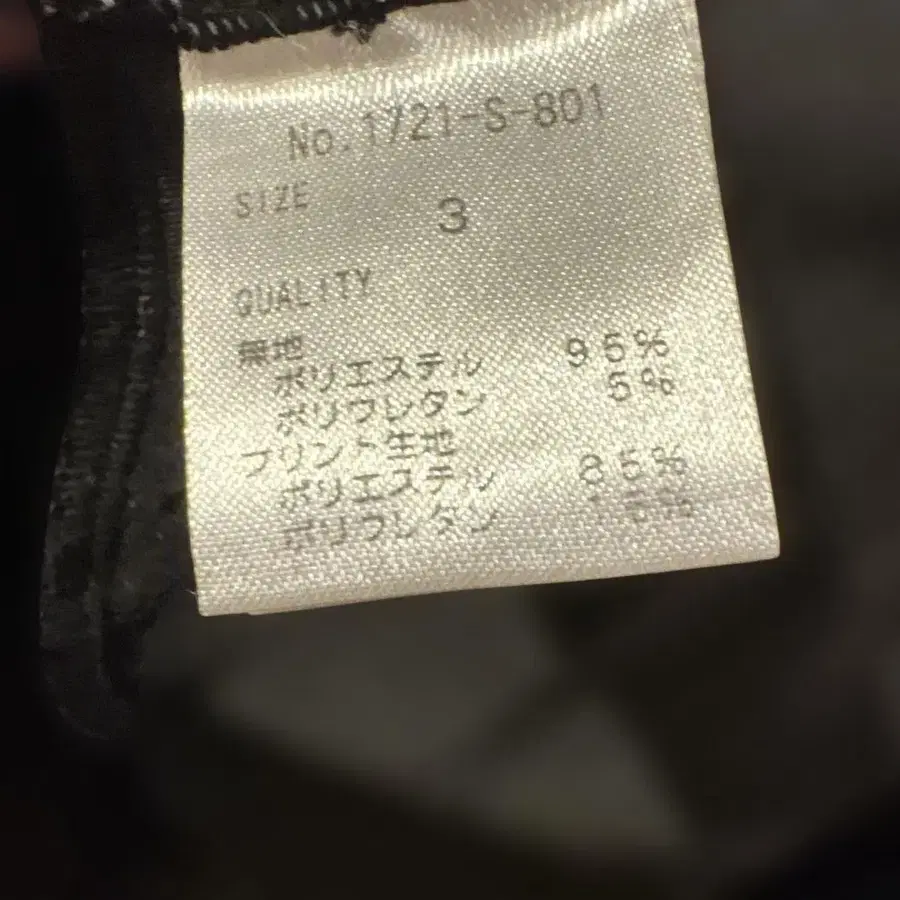 No.1721-S-801
SIZE
3
QUALITY
無地
ポリエステル 95%
ポリウレタン 5%
プリント生地
ポリエステル 85%
ポリウレタン 15%